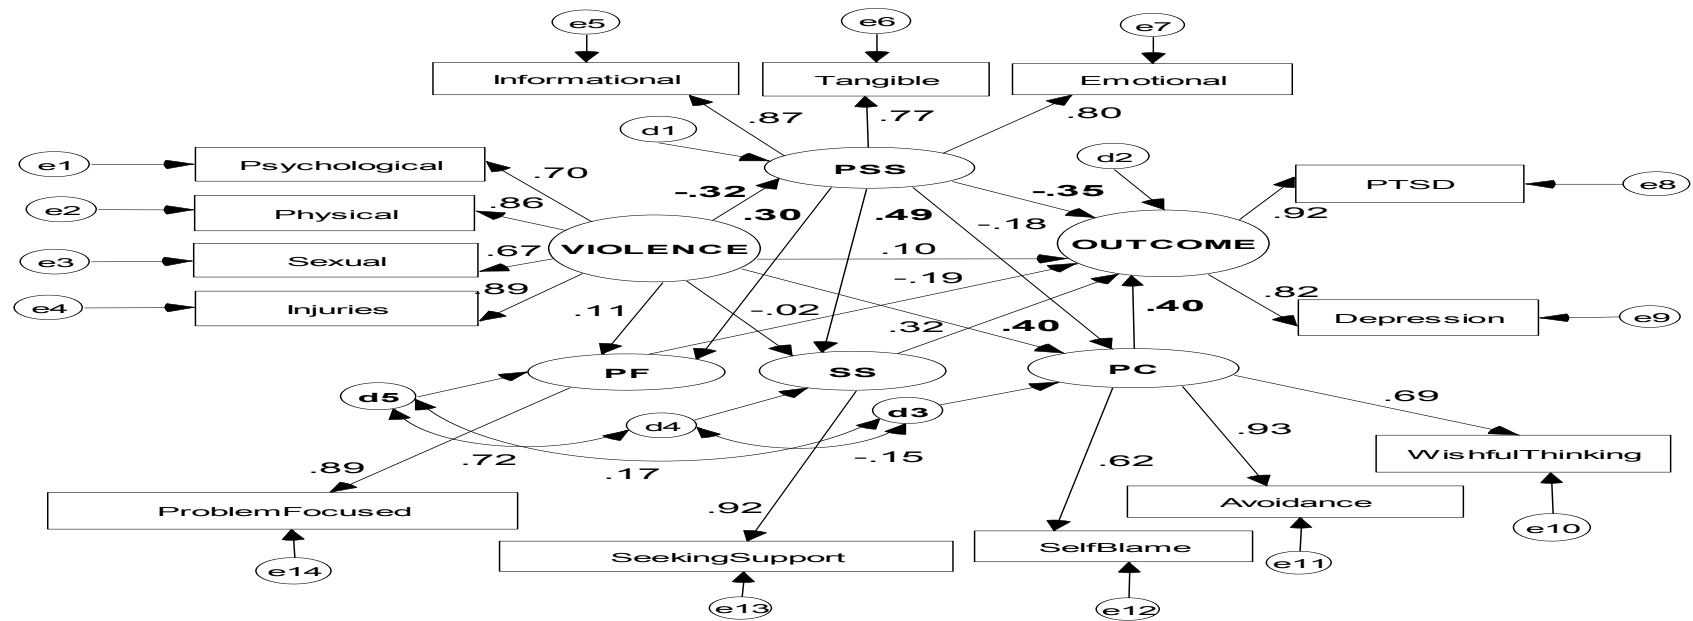 e5
e6
e7
Informational
Tangible
Emotional
.87
.77
.80
d1
d2
e1
Psychological
.70
PSS
PTSD
e8
-.32
-.35
.92
e2
Physical
.86
.30
.49
-.18
e3
Sexual
.67
VIOLENCE
.10
OUTCOME
-.19
e4
Injuries
.89
.11
-.02
.32
.40
.40
.82
Depression
e9
PF
SS
PC
d5
d4
d3
.69
.93
WishfulThinking
.89
.72
.17
-.15
.62
ProblemFocused
.92
Avoidance
e10
SeekingSupport
SelfBlame
e14
e11
e13
e12